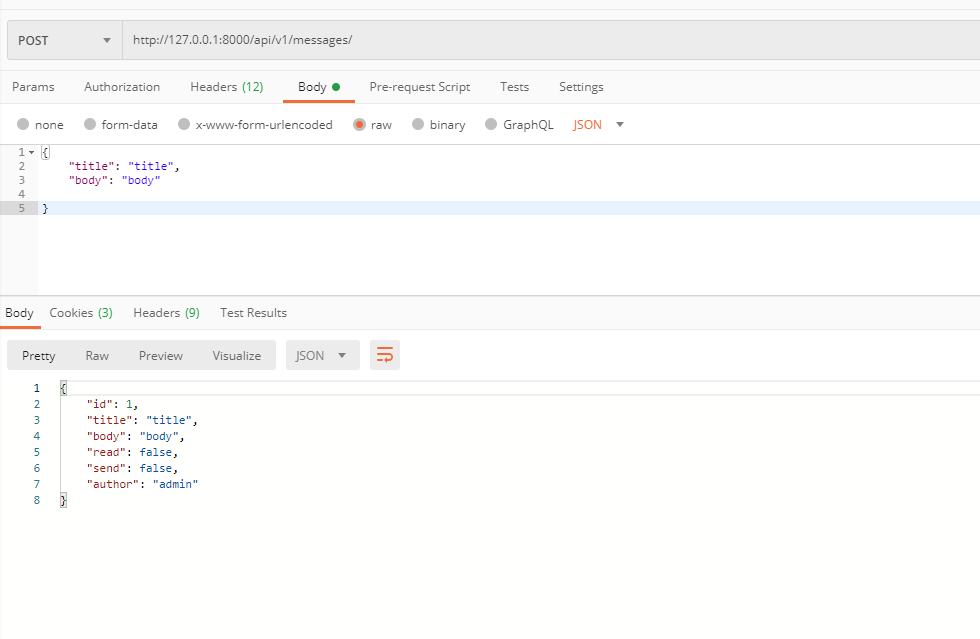 POST http://127.0.0.1:8000/api/v1/messages/
Params Authorization Headers (12) Body Pre-request Script Tests Settings
none form-data x-www-form-urlencoded raw binary GraphQL JSON
1 {
2 "title": "title",
3 "body": "body"
4
5 }
Body Cookies (3) Headers (9) Test Results
Pretty Raw Preview Visualize JSON
1 {
2 "id": 1,
3 "title": "title",
4 "body": "body",
5 "read": false,
6 "send": false,
7 "author": "admin"
8 }